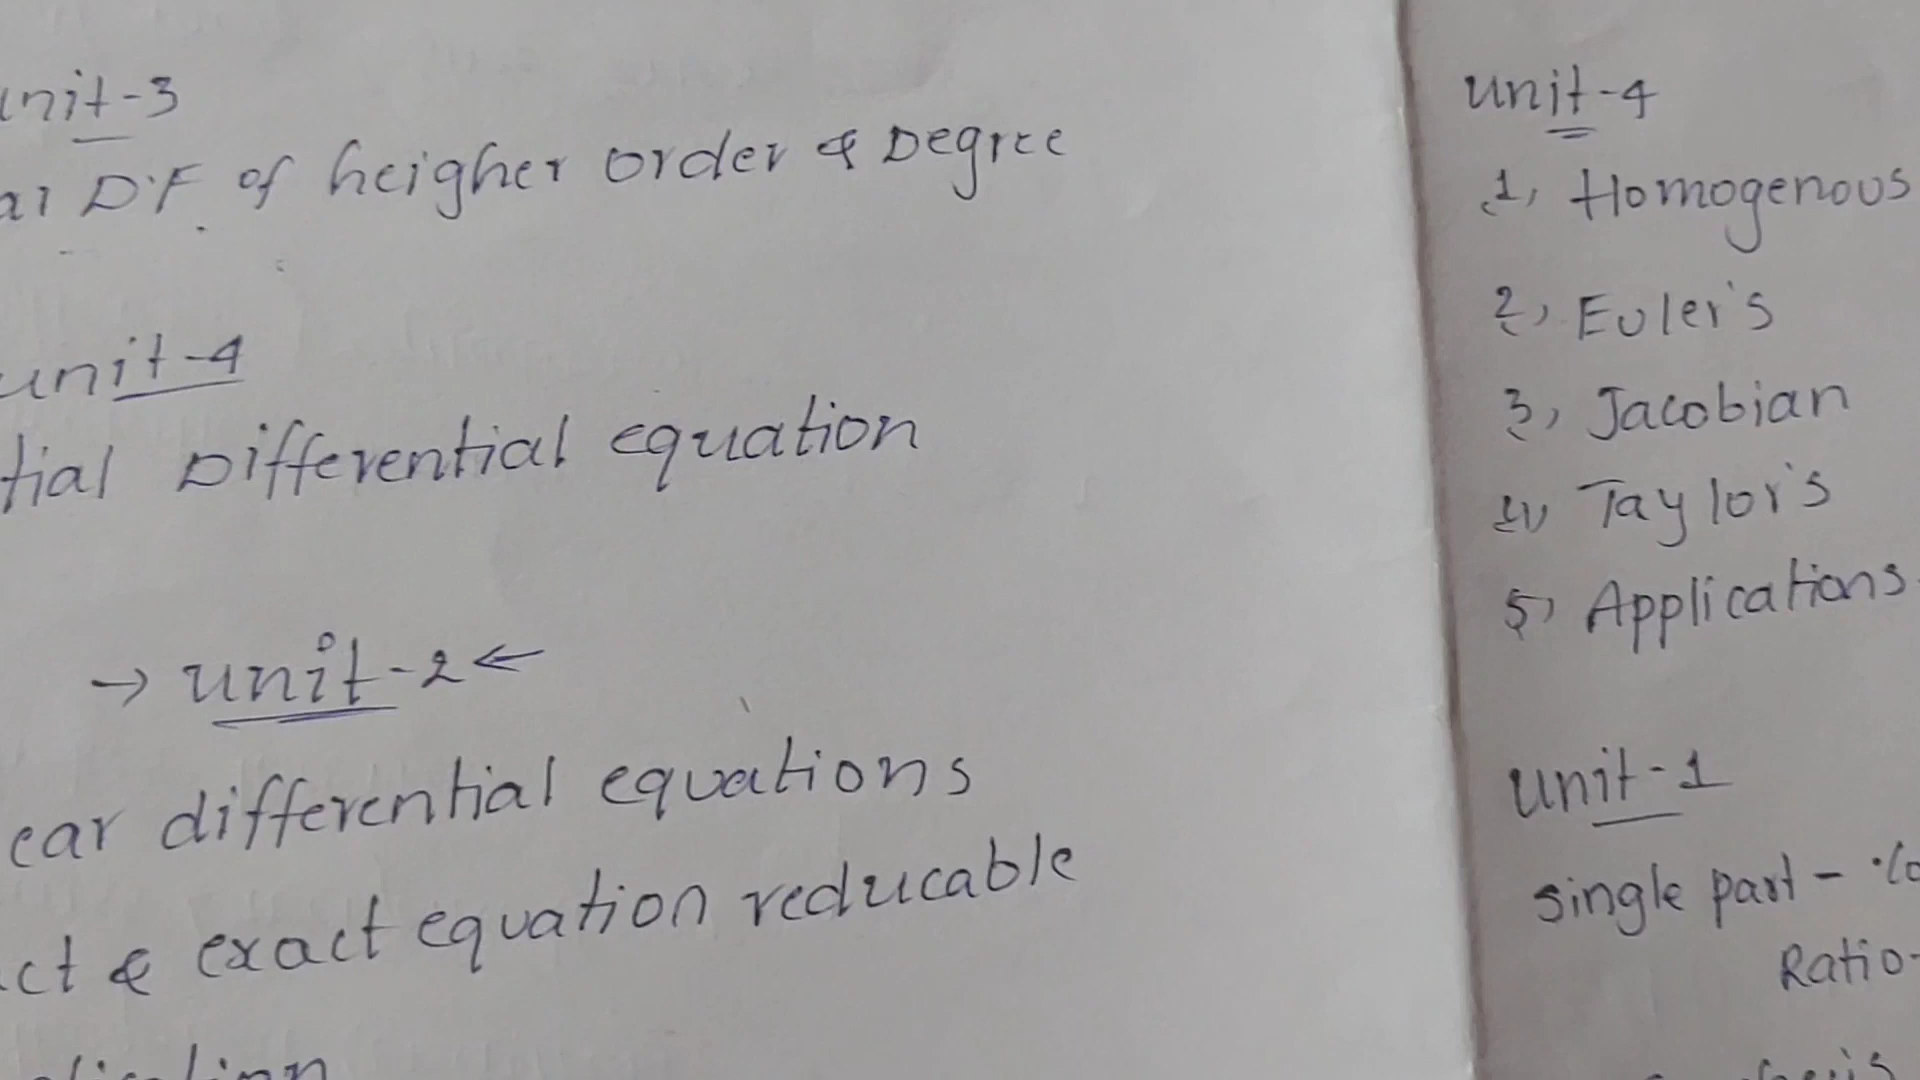 unit-3
DF of heigher order & Degree
unit-4
tial Differential equation
→ unit-2 ←
ear differential equations
ct & exact equation reducable
unit-4
1, Homogenous
2, Euler's
3, Jacobian
4, Taylor's
5, Applications
unit-1
single part -
Ratio-